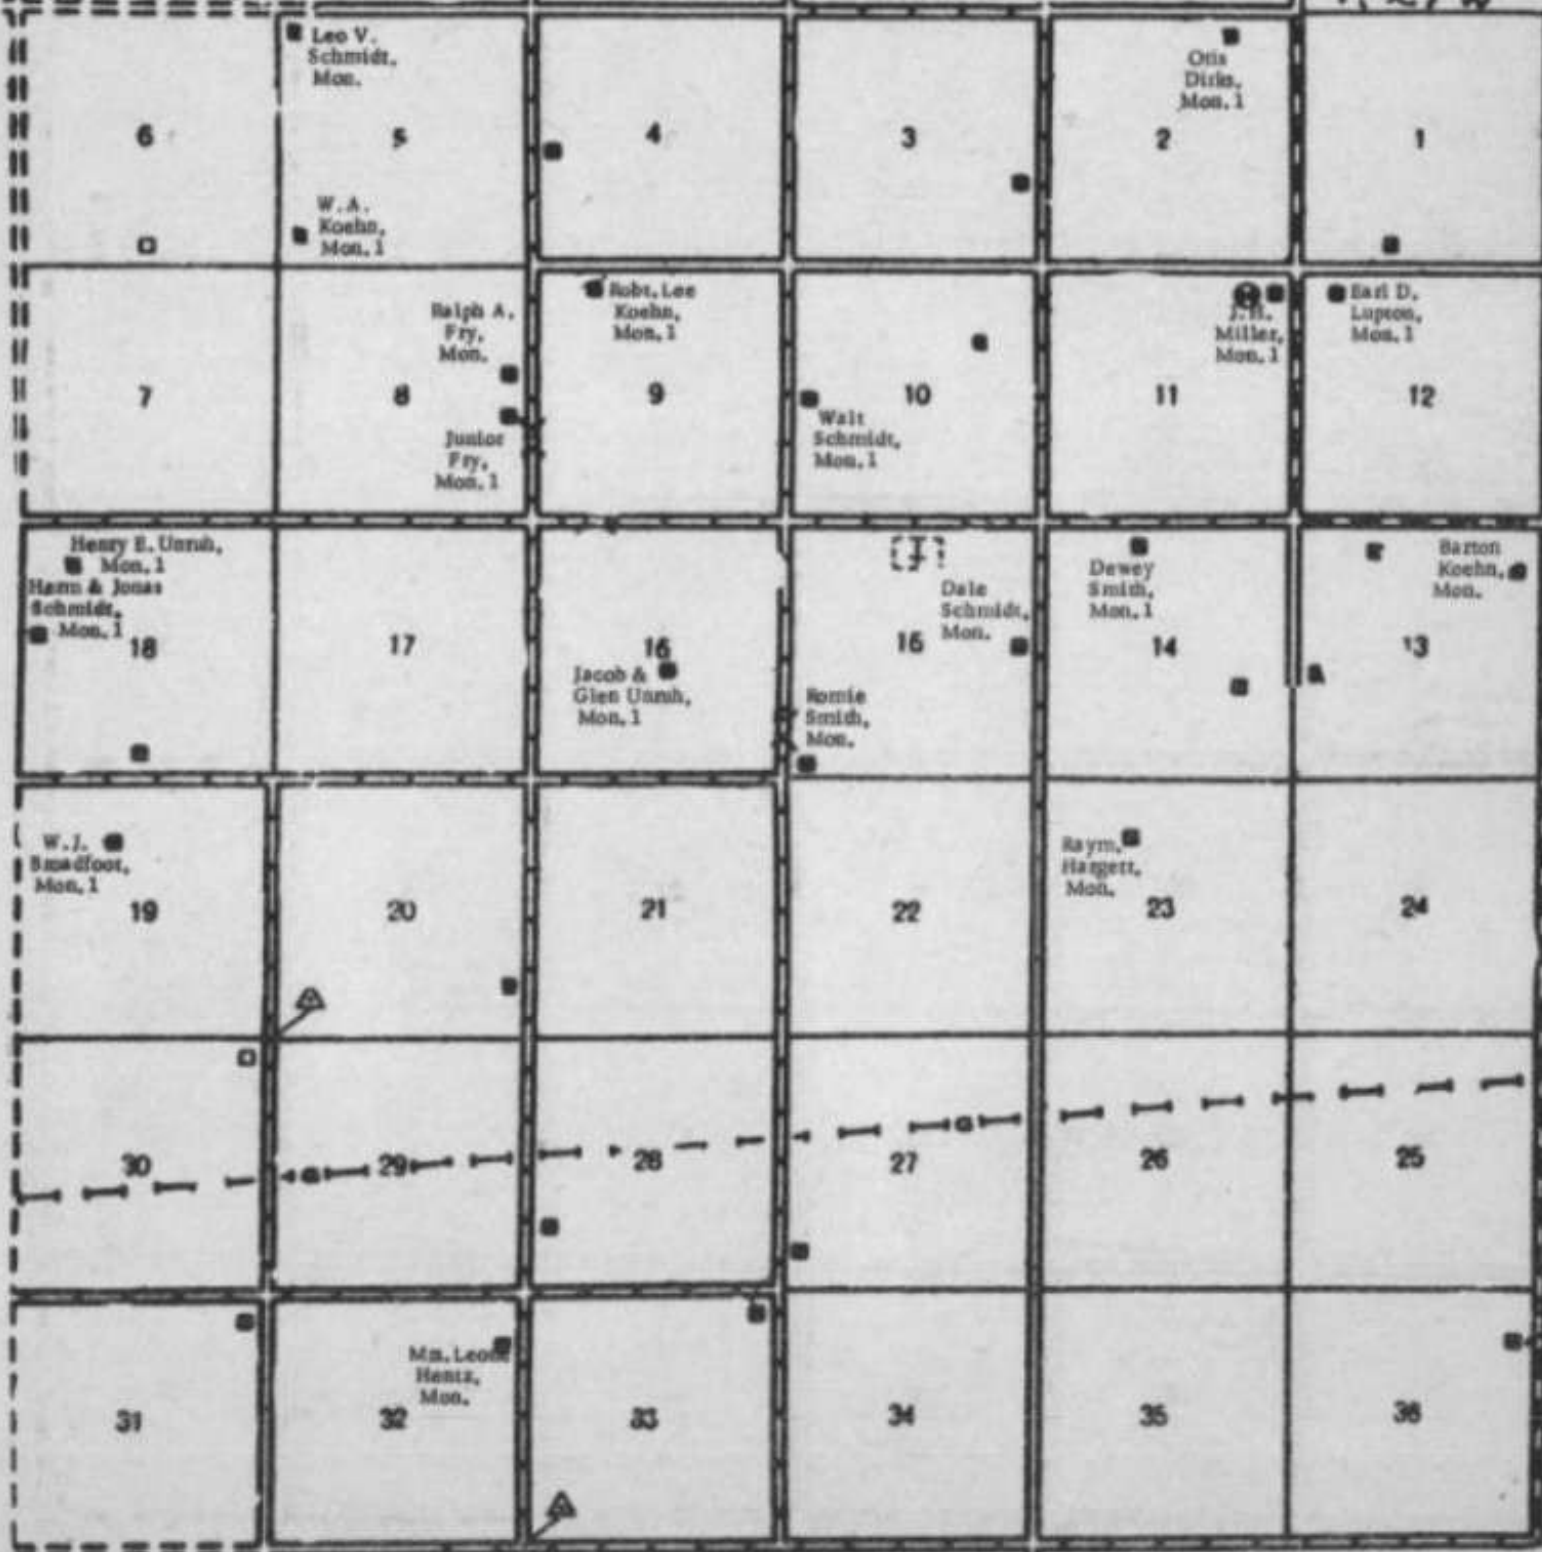 Leo V.
Schmidt,
Mon.
Otis
Dirks,
Mon. 1
6
5
4
3
2
1
W.A.
Koehn,
Mon. 1
Ralph A.
Fry,
Mon.
Robt. Lee
Koehn,
Mon. 1
J.H.
Miller,
Mon. 1
Earl D.
Lupton,
Mon. 1
7
8
9
10
11
12
Junior
Fry,
Mon. 1
Walt
Schmidt,
Mon. 1
Henry E. Unruh,
Mon. 1
Harm & Jonas
Schmidt,
Mon. 1
Dale
Schmidt,
Mon.
Dewey
Smith,
Mon. 1
Barton
Koehn,
Mon.
18
17
16
15
14
13
Jacob &
Glen Unruh,
Mon. 1
Romie
Smith,
Mon.
W.J.
Broadfoot,
Mon. 1
Raym.
Hargett,
Mon.
19
20
21
22
23
24
30
G
29
28
27
G
26
25
Mrs. Leone
Hentz,
Mon.
31
32
33
34
35
36